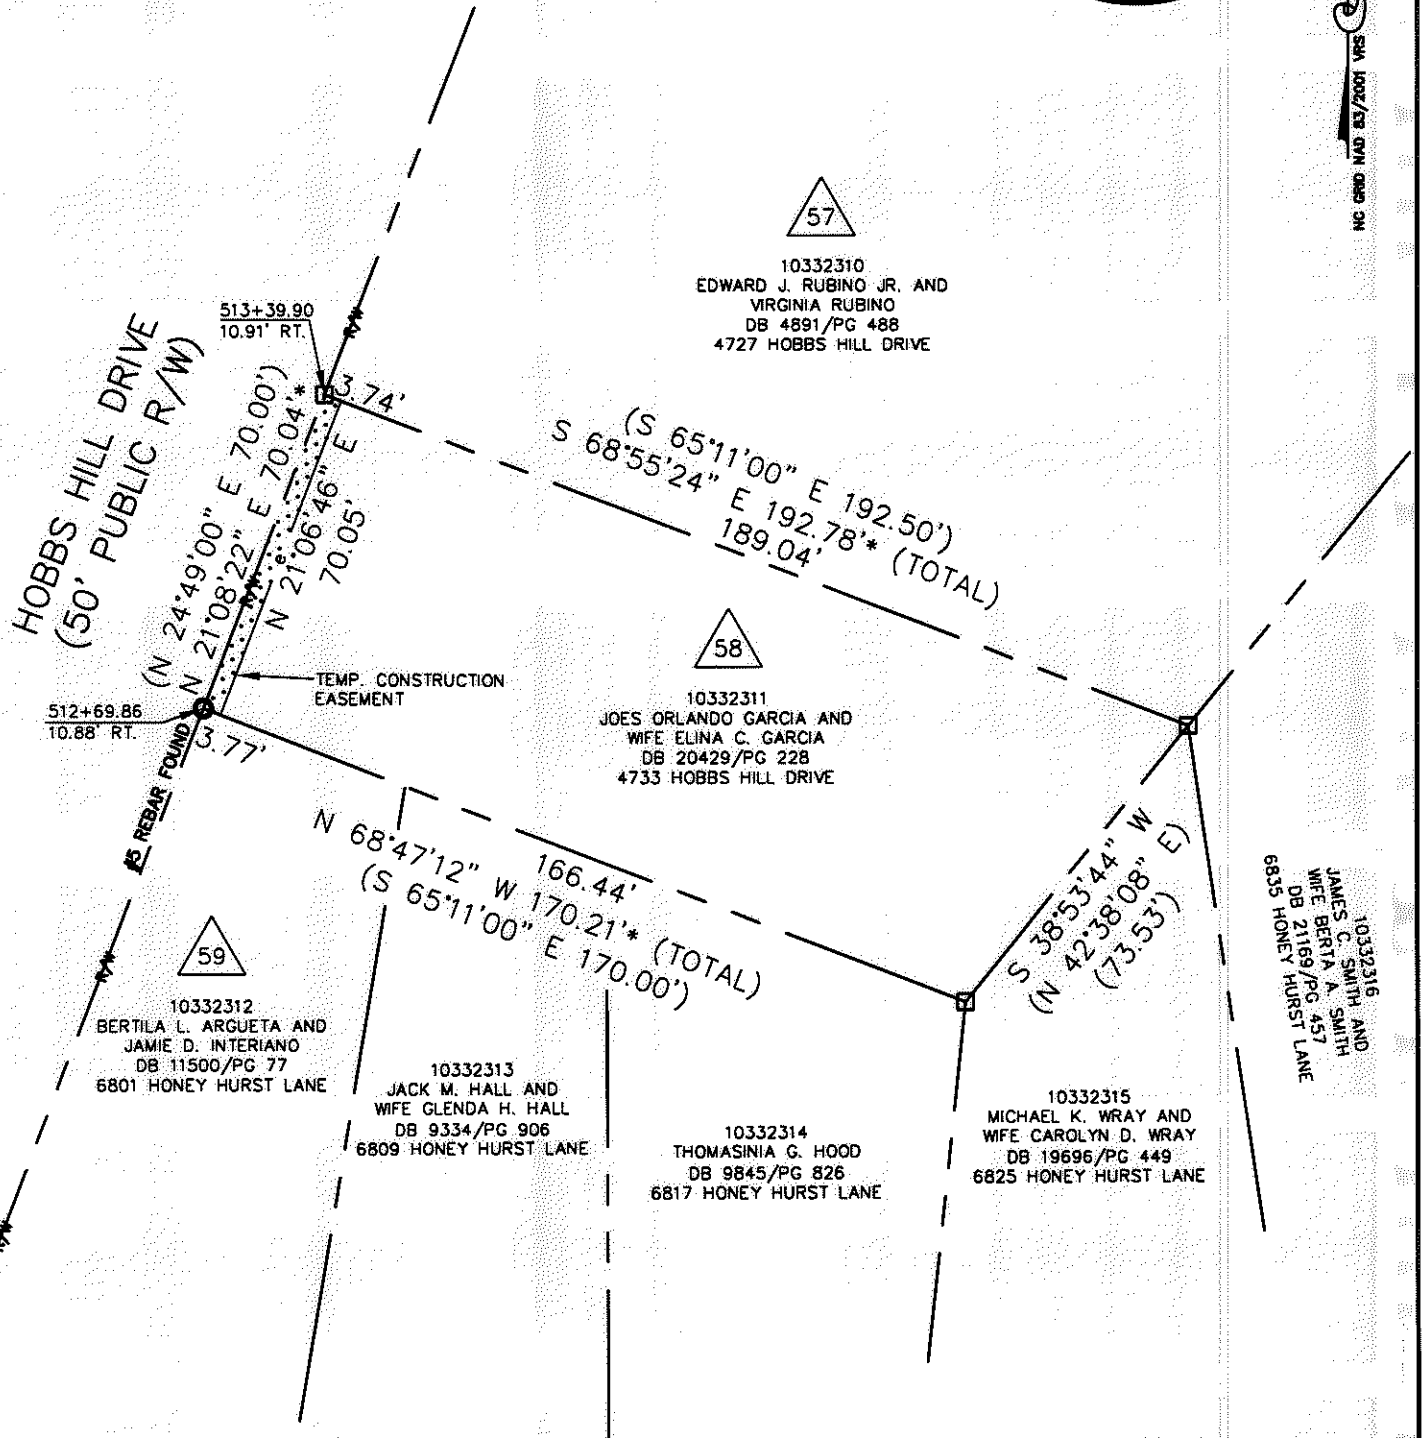 NC GRID NAD 83/2001 VRS
57
10332310
EDWARD J. RUBINO JR. AND
VIRGINIA RUBINO
DB 4891/PG 488
4727 HOBBS HILL DRIVE
513+39.90
10.91' RT.
R/W
HOBBS HILL DRIVE
(50' PUBLIC R/W)
(N 24°49'00" E 70.00')
N 21°08'22" E 70.04'*
R/W
e
N 21°06'46" E
70.05'
3.74'
(S 65°11'00" E 192.50')
S 68°55'24" E 192.78'* (TOTAL)
189.04'
58
10332311
JOES ORLANDO GARCIA AND
WIFE ELINA C. GARCIA
DB 20429/PG 228
4733 HOBBS HILL DRIVE
TEMP. CONSTRUCTION
EASEMENT
512+69.86
10.88' RT.
3.77'
#5 REBAR FOUND
166.44'
N 68°47'12" W 170.21'* (TOTAL)
(S 65°11'00" E 170.00')
S 38°53'44" W
(N 42°38'08" E)
(73.53')
10332316
JAMES C. SMITH AND
WIFE BERTA A. SMITH
DB 21169/PG 457
6835 HONEY HURST LANE
59
R/W
10332312
BERTILA L. ARGUETA AND
JAMIE D. INTERIANO
DB 11500/PG 77
6801 HONEY HURST LANE
10332313
JACK M. HALL AND
WIFE GLENDA H. HALL
DB 9334/PG 906
6809 HONEY HURST LANE
10332314
THOMASINIA G. HOOD
DB 9845/PG 826
6817 HONEY HURST LANE
10332315
MICHAEL K. WRAY AND
WIFE CAROLYN D. WRAY
DB 19696/PG 449
6825 HONEY HURST LANE
R/W